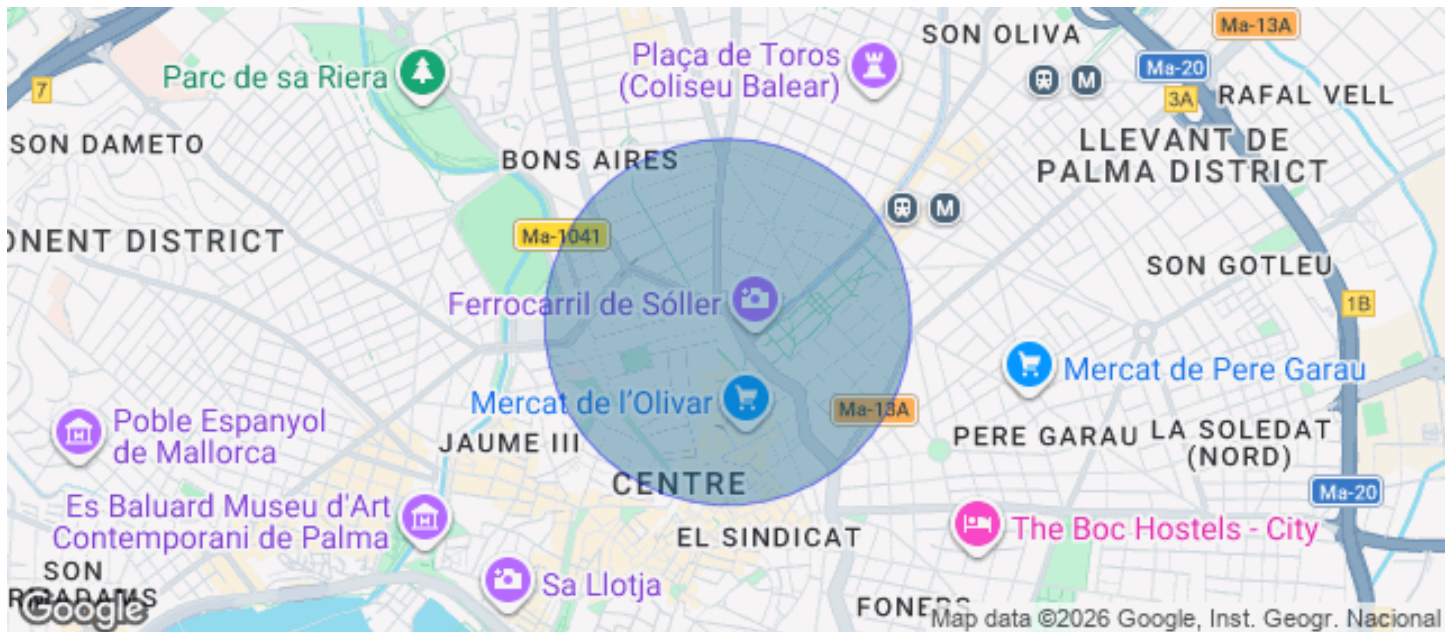 SON OLIVA
Ma-13A
Plaça de Toros
(Coliseu Balear)
Parc de sa Riera
Ma-20
M
7
3A
RAFAL VELL
SON DAMETO
BONS AIRES
LLEVANT DE
PALMA DISTRICT
M
ONENT DISTRICT
Ma-1041
SON GOTLEU
Ferrocarril de Sóller
1B
Mercat de Pere Garau
Mercat de l'Olivar
Ma-13A
Poble Espanyol
de Mallorca
JAUME III
PERE GARAU
LA SOLEDAT
(NORD)
CENTRE
Ma-20
Es Baluard Museu d'Art
Contemporani de Palma
EL SINDICAT
The Boc Hostels - City
SON
Sa Llotja
FONERS
Google
Map data ©2026 Google, Inst. Geogr. Nacional